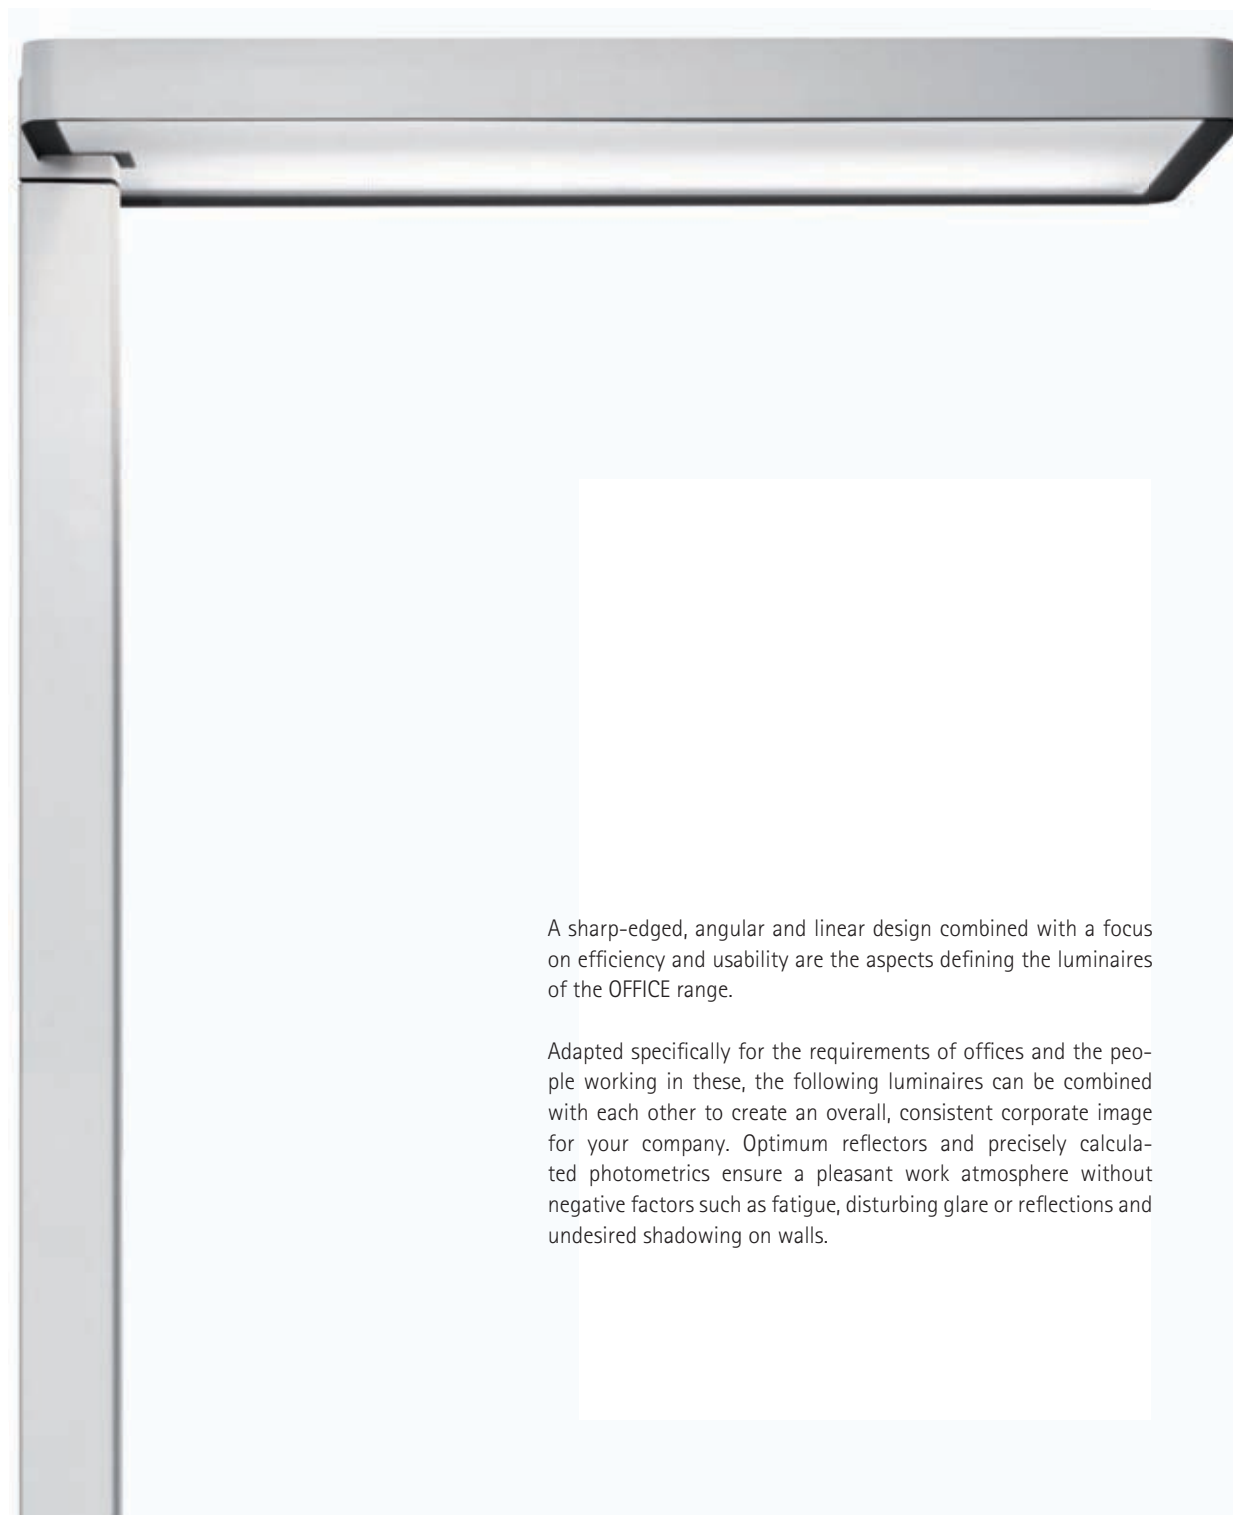 A sharp-edged, angular and linear design combined with a focus
on efficiency and usability are the aspects defining the luminaires
of the OFFICE range.
Adapted specifically for the requirements of offices and the peo-
ple working in these, the following luminaires can be combined
with each other to create an overall, consistent corporate image
for your company. Optimum reflectors and precisely calcula-
ted photometrics ensure a pleasant work atmosphere without
negative factors such as fatigue, disturbing glare or reflections and
undesired shadowing on walls.